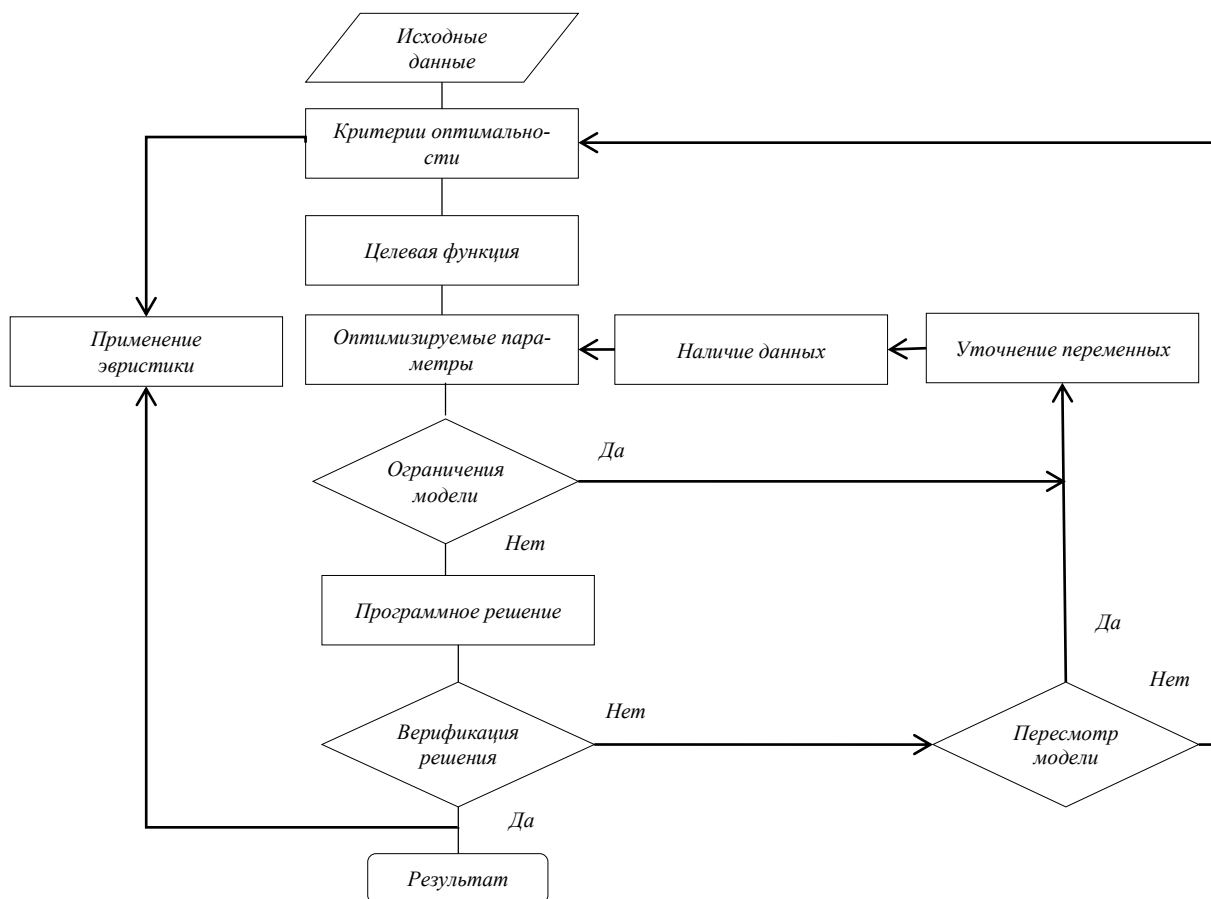 Исходные
данные
Критерии оптимально-
сти
Целевая функция
Применение
эвристики
Оптимизируемые пара-
метры
Наличие данных
Уточнение переменных
Ограничения
модели
Да
Нет
Программное решение
Да
Верификация
решения
Нет
Пересмотр
модели
Нет
Да
Результат